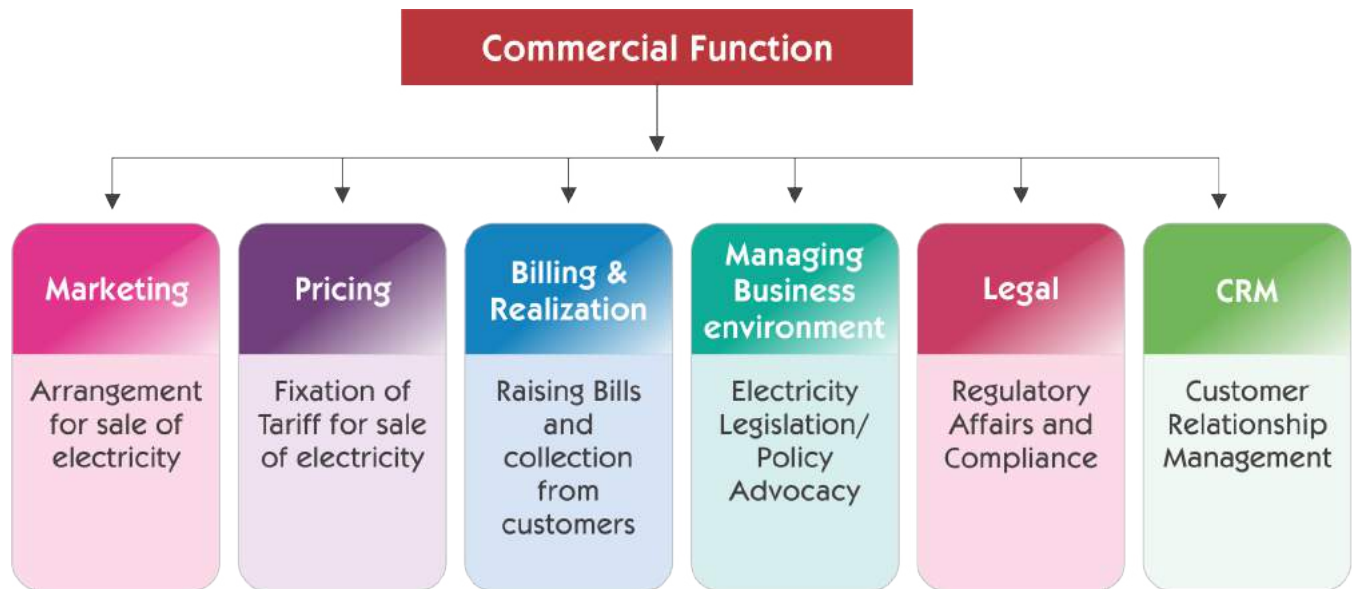 Commercial Function
Marketing
Arrangement
for sale of
electricity
Pricing
Fixation of
Tariff for sale
of electricity
Billing &
Realization
Raising Bills
and
collection
from
customers
Managing
Business
environment
Electricity
Legislation/
Policy
Advocacy
Legal
Regulatory
Affairs and
Compliance
CRM
Customer
Relationship
Management